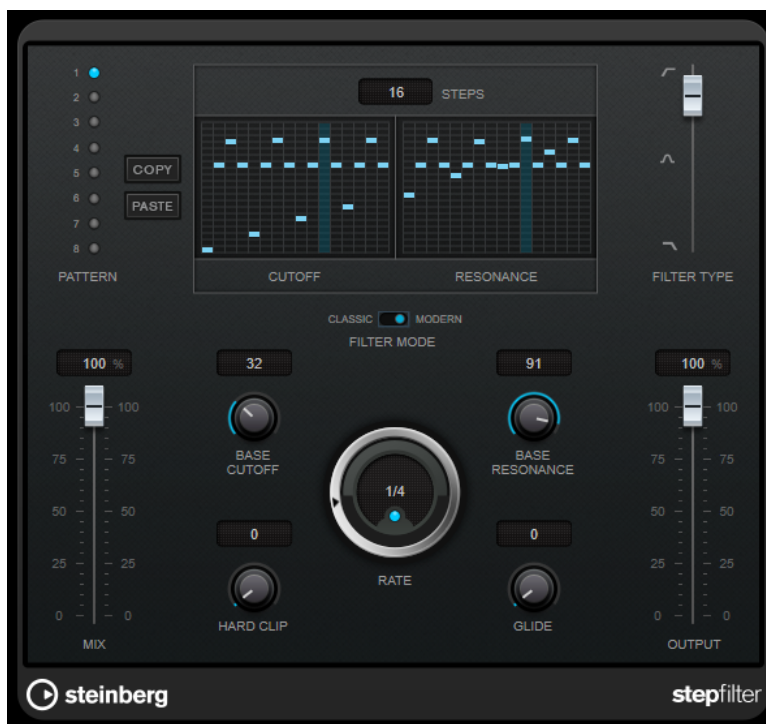 1
2
3
4
5
6
7
8
PATTERN
COPY
PASTE
16 STEPS
CUTOFF RESONANCE
FILTER TYPE
CLASSIC MODERN
FILTER MODE
100 %
100 100
75 75
50 50
25 25
0 0
MIX
32
BASE
CUTOFF
0
HARD CLIP
1/4
RATE
91
BASE
RESONANCE
0
GLIDE
100 %
100 100
75 75
50 50
25 25
0 0
OUTPUT
steinberg
stepfilter